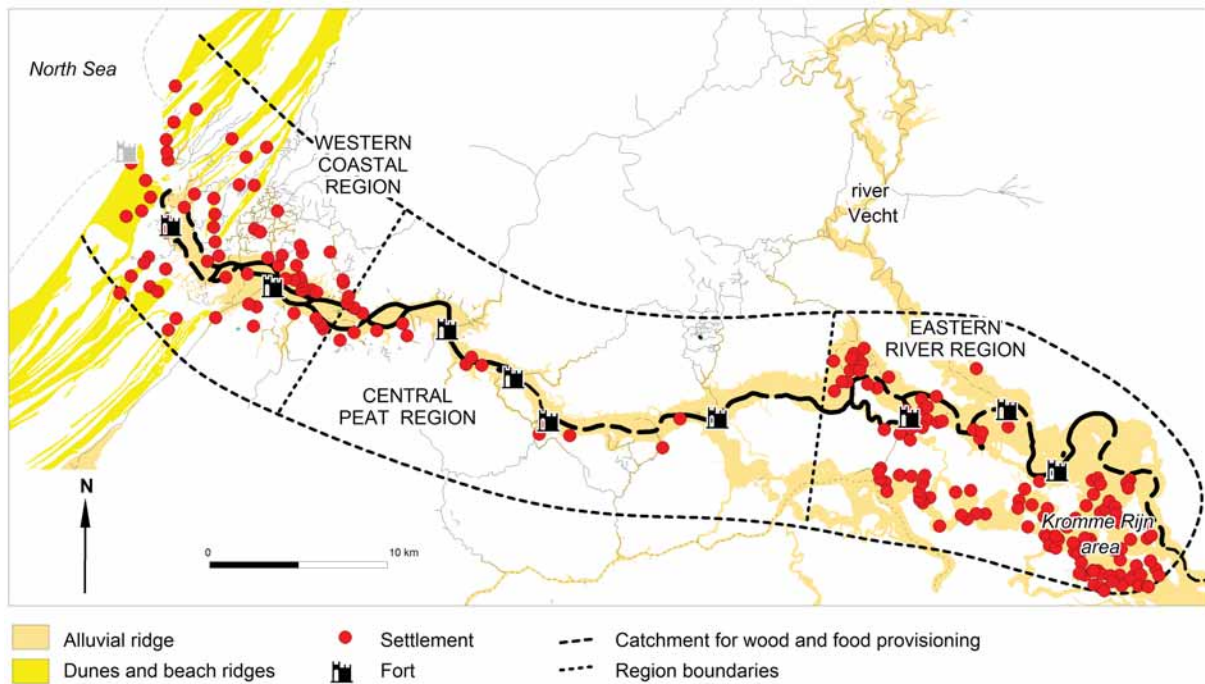 North Sea
WESTERN
COASTAL
REGION
river
Vecht
EASTERN
RIVER REGION
CENTRAL
PEAT REGION
N
0
10 km
Kromme Rijn
area
Alluvial ridge
Settlement
Catchment for wood and food provisioning
Dunes and beach ridges
Fort
Region boundaries